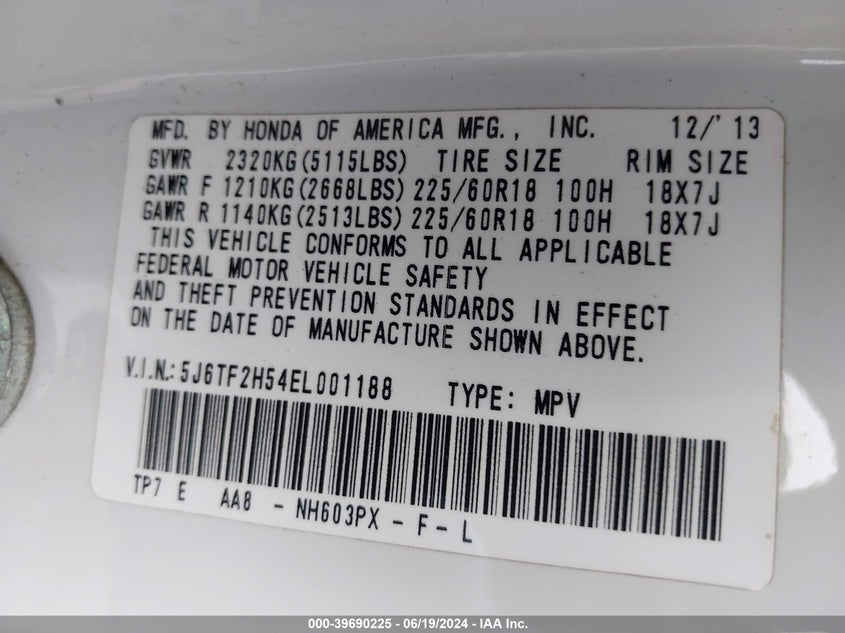 MFD. BY HONDA OF AMERICA MFG., INC. 12/'13
GVWR 2320KG(5115LBS) TIRE SIZE RIM SIZE
GAWR F 1210KG(2668LBS) 225/60R18 100H 18X7J
GAWR R 1140KG(2513LBS) 225/60R18 100H 18X7J
THIS VEHICLE CONFORMS TO ALL APPLICABLE
FEDERAL MOTOR VEHICLE SAFETY
AND THEFT PREVENTION STANDARDS IN EFFECT
ON THE DATE OF MANUFACTURE SHOWN ABOVE.
V.I.N.: 5J6TF2H54EL001188 TYPE: MPV
TP7 E AA8 - NH603PX - F - L
000-39690225 - 06/19/2024 - IAA Inc.